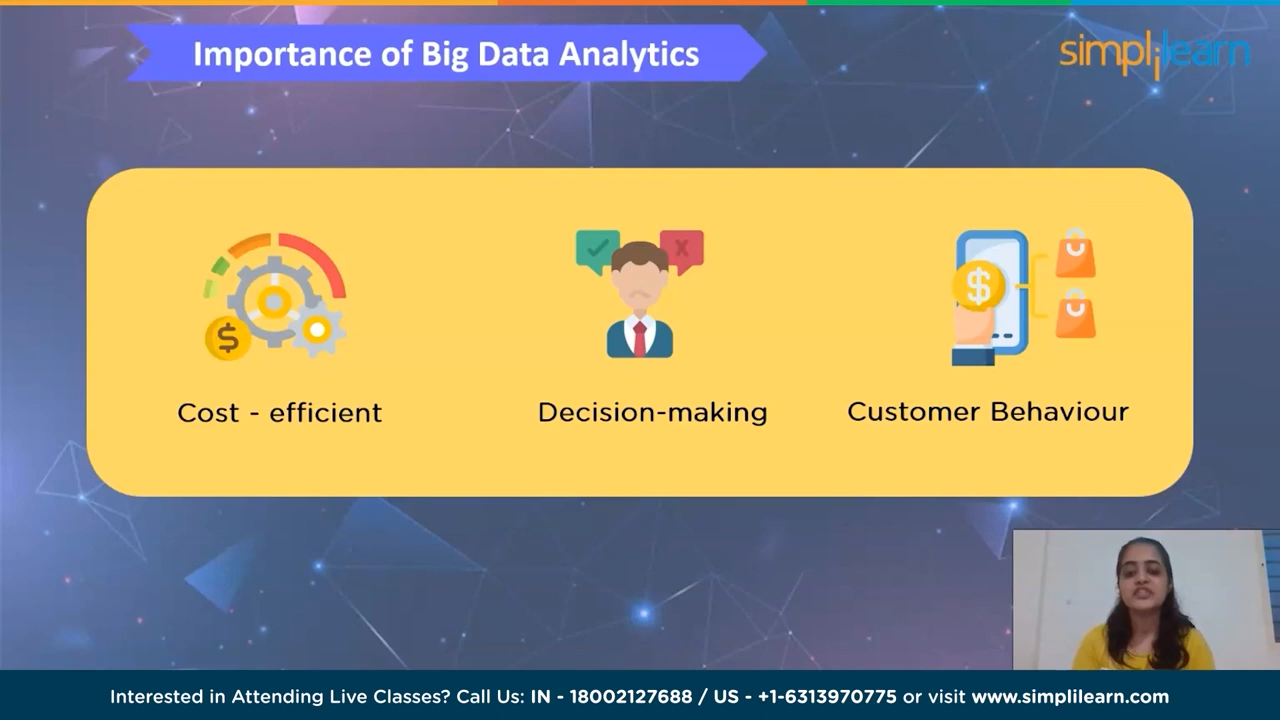 Importance of Big Data Analytics
simplilearn
$
$
Cost - efficient
Decision-making
Customer Behaviour
Interested in Attending Live Classes? Call Us: IN - 18002127688 / US - +1-6313970775 or visit www.simplilearn.com